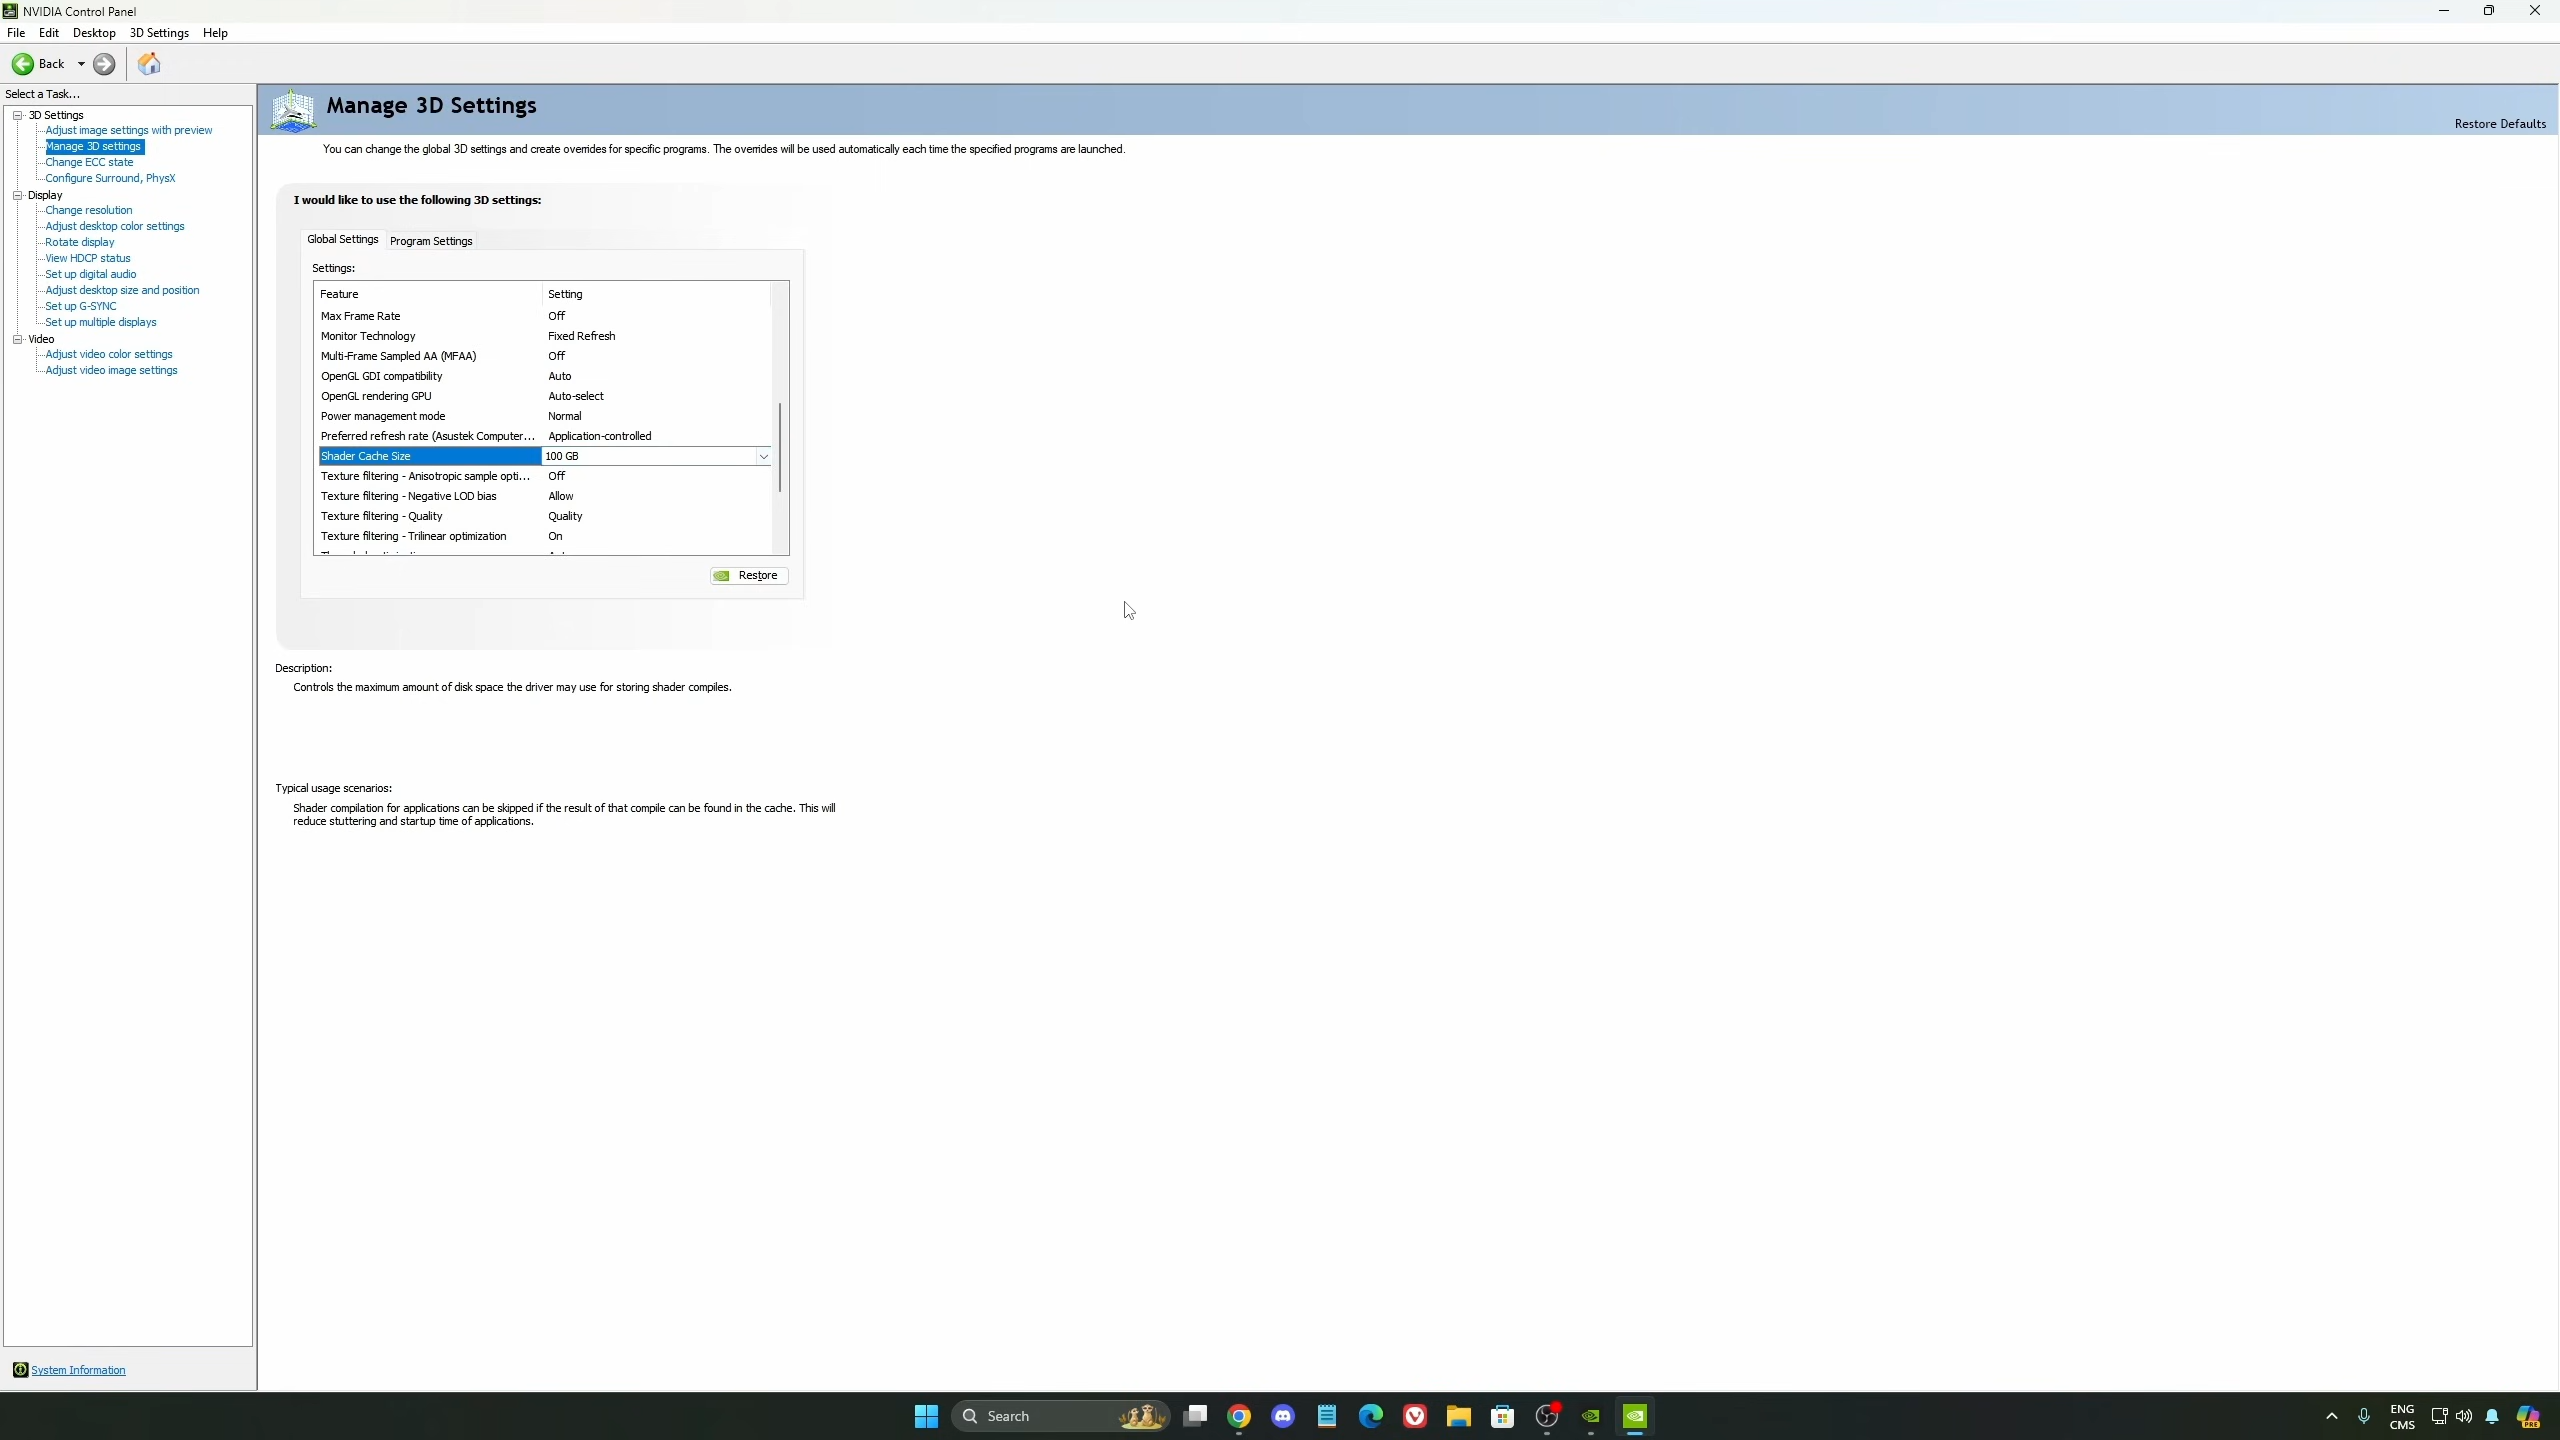 NVIDIA Control Panel
File Edit Desktop 3D Settings Help
Back
Select a Task...
3D Settings
Adjust image settings with preview
Manage 3D settings
Change ECC state
Configure Surround, PhysX
Display
Change resolution
Adjust desktop color settings
Rotate display
View HDCP status
Set up digital audio
Adjust desktop size and position
Set up G-SYNC
Set up multiple displays
Video
Adjust video color settings
Adjust video image settings
System Information
Manage 3D Settings
Restore Defaults
You can change the global 3D settings and create overrides for specific programs. The overrides will be used automatically each time the specified programs are launched.
I would like to use the following 3D settings:
Global Settings Program Settings
Settings:
Feature Setting
Max Frame Rate Off
Monitor Technology Fixed Refresh
Multi-Frame Sampled AA (MFAA) Off
OpenGL GDI compatibility Auto
OpenGL rendering GPU Auto-select
Power management mode Normal
Preferred refresh rate (Asustek Computer... Application-controlled
Shader Cache Size 100 GB
Texture filtering - Anisotropic sample opti... Off
Texture filtering - Negative LOD bias Allow
Texture filtering - Quality Quality
Texture filtering - Trilinear optimization On
Restore
Description:
Controls the maximum amount of disk space the driver may use for storing shader compiles.
Typical usage scenarios:
Shader compilation for applications can be skipped if the result of that compile can be found in the cache. This will
reduce stuttering and startup time of applications.
Search
ENG
CMS
PRE